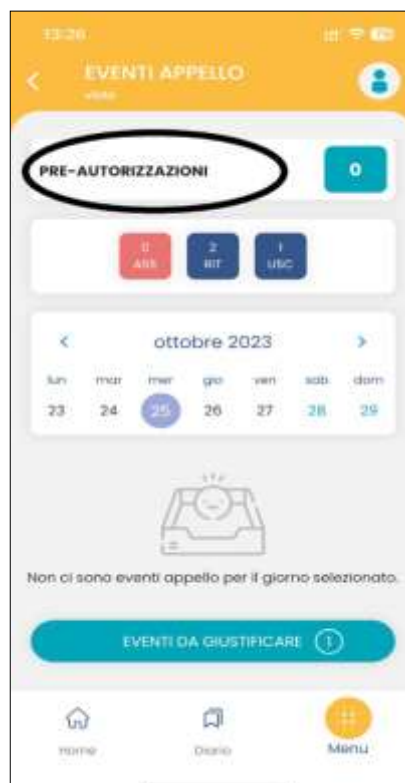 13:26
EVENTI APPELLO
PRE-AUTORIZZAZIONI
0
0 2 1
ASS RIT USC
< ottobre 2023 >
lun mar mer gio ven sab dom
23 24 25 26 27 28 29
Non ci sono eventi appello per il giorno selezionato.
EVENTI DA GIUSTIFICARE 1
Home Diario Menu